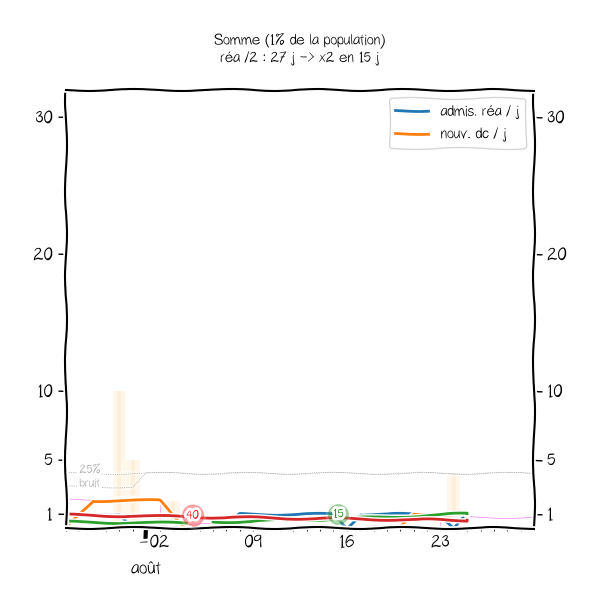 Somme (1% de la population)
réa /2 : 27 j -> x2 en 15 j
admis. réa / j
nouv. dc / j
30
30
20
20
10
10
5
5
25%
bruit
1
40
15
1
02
09
16
23
août